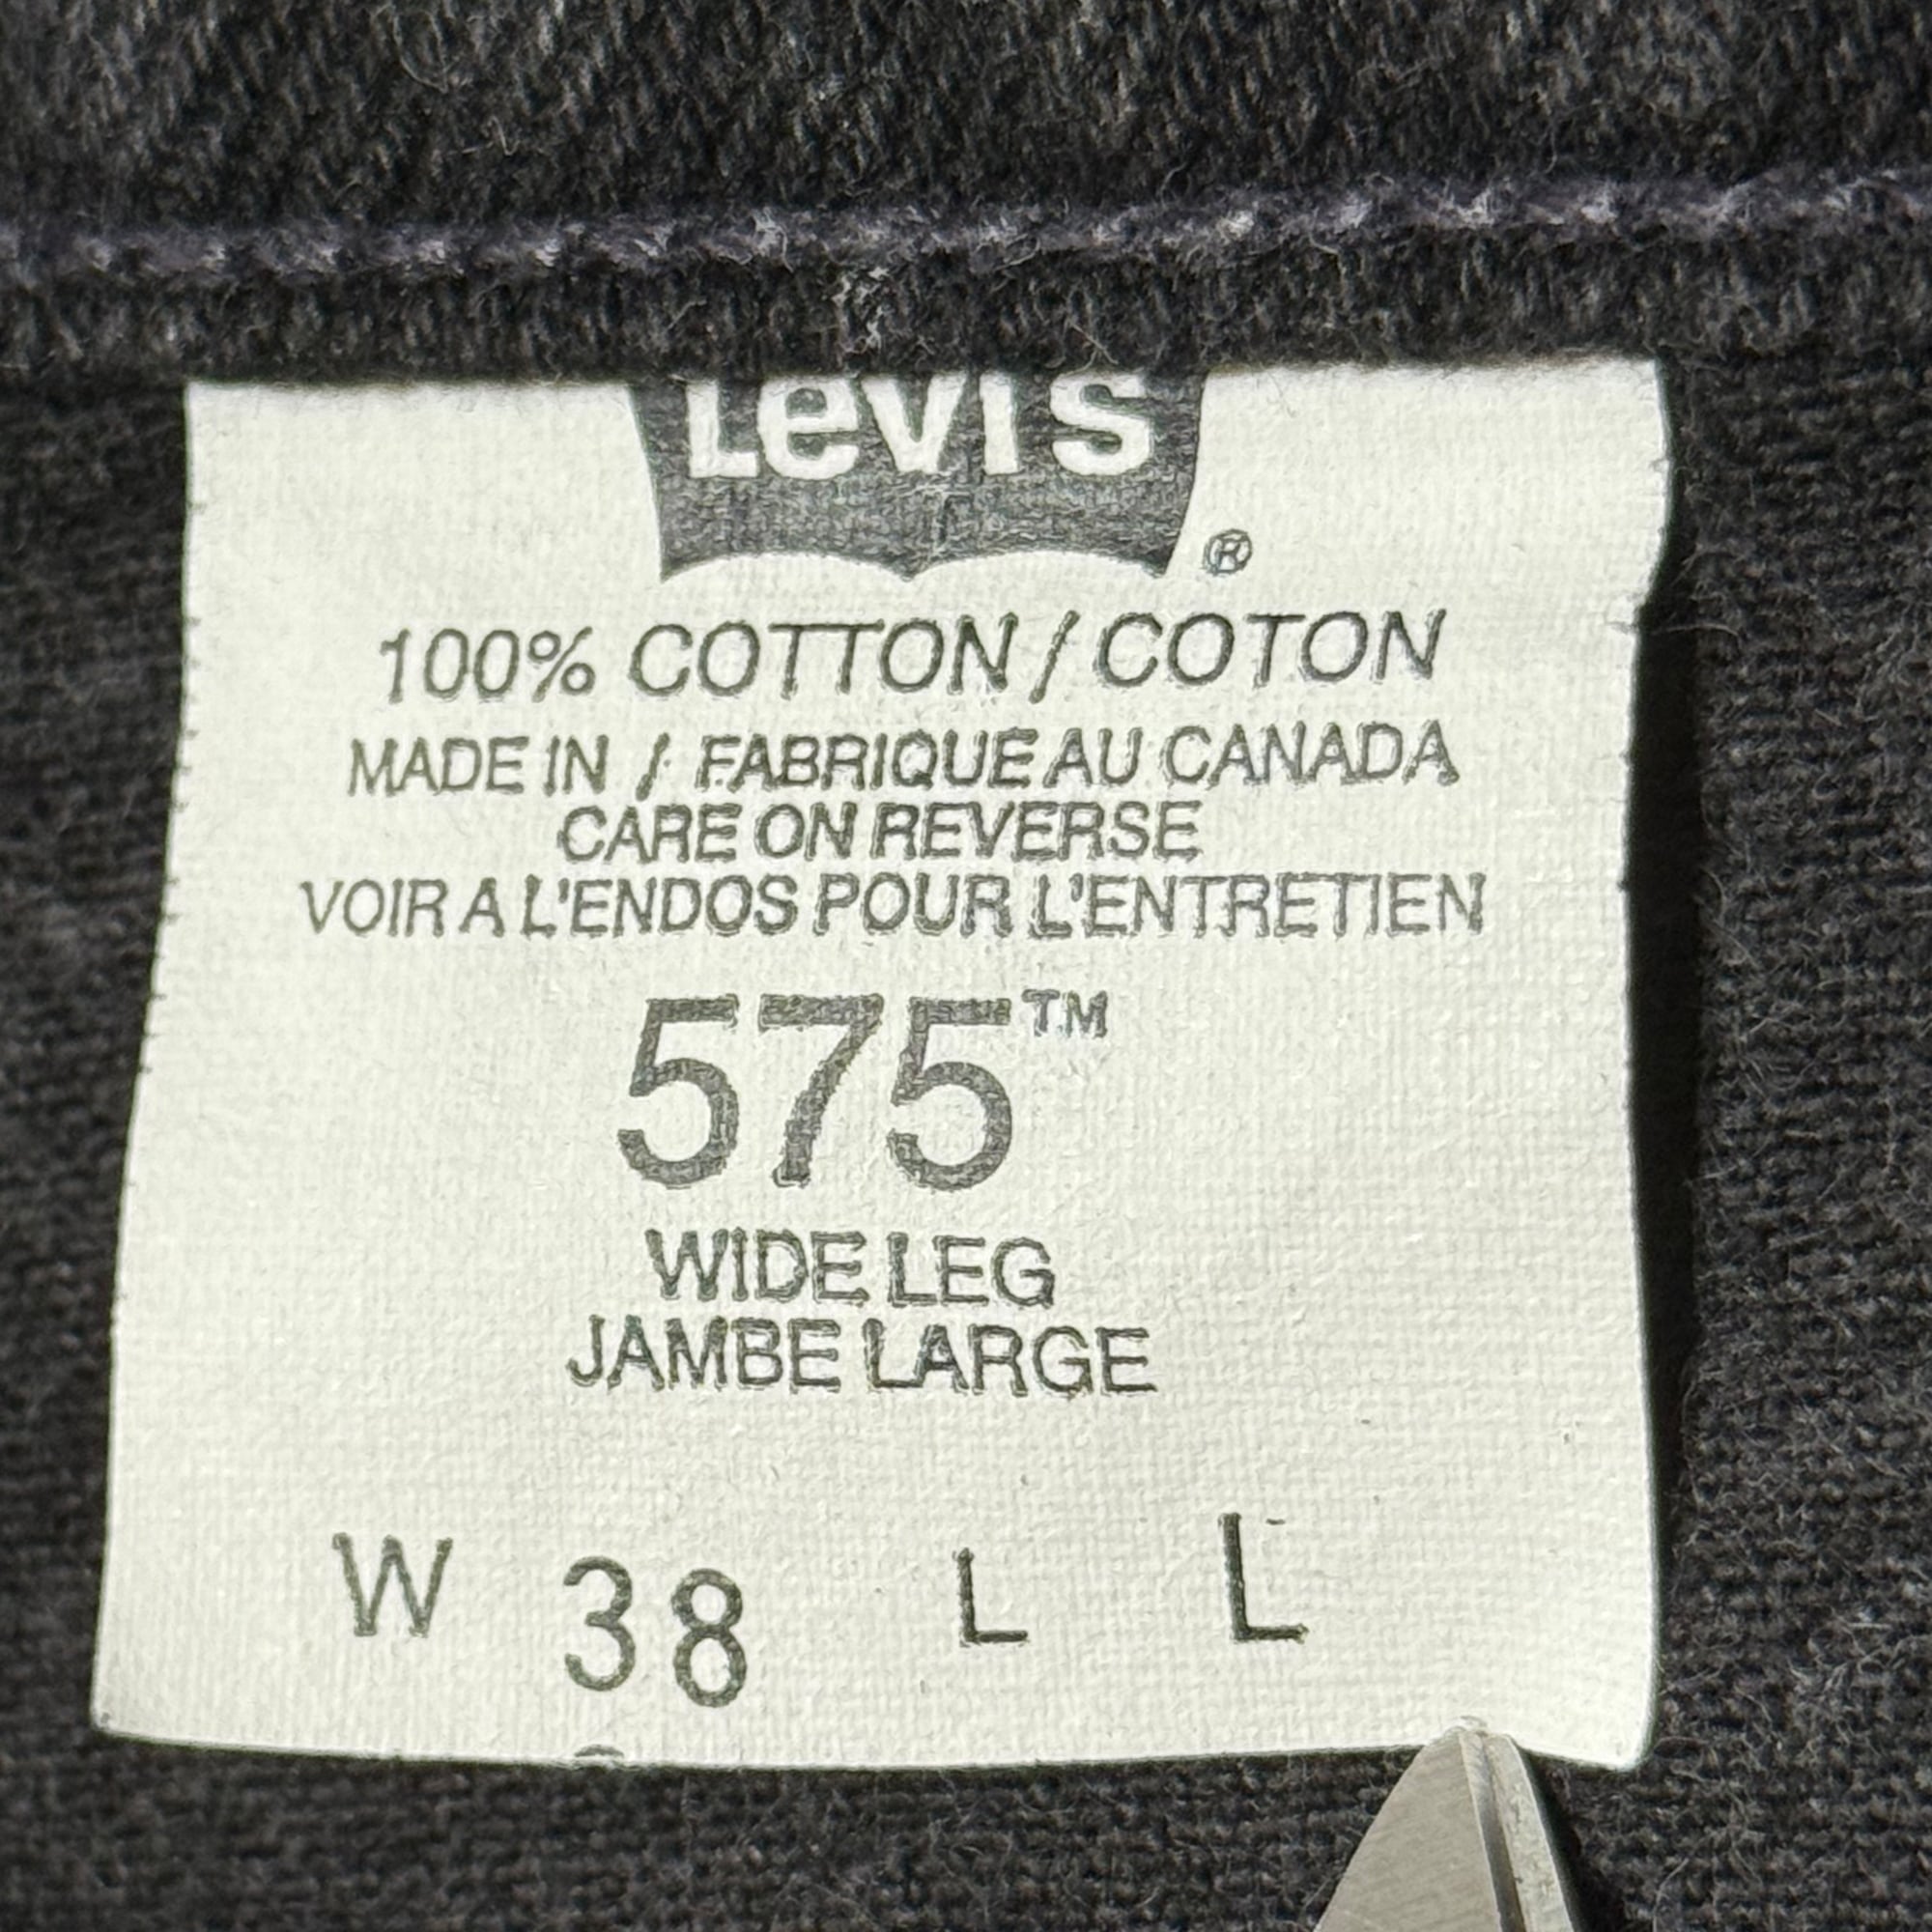 Levi's
®
100% COTTON / COTON
MADE IN / FABRIQUE AU CANADA
CARE ON REVERSE
VOIR A L'ENDOS POUR L'ENTRETIEN
575™
WIDE LEG
JAMBE LARGE
W 38 L L